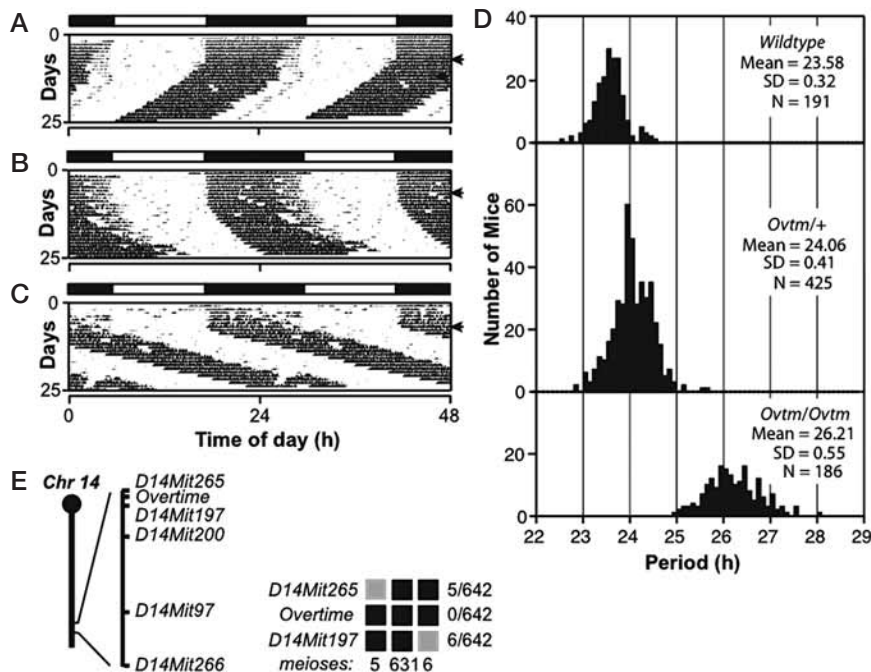 A
0
Days
25
B
0
Days
25
C
0
Days
25
0
24
48
Time of day (h)
D
Number of Mice
40
20
0
Wildtype
Mean = 23.58
SD = 0.32
N = 191
60
40
20
0
Ovtm/+
Mean = 24.06
SD = 0.41
N = 425
20
0
Ovtm/Ovtm
Mean = 26.21
SD = 0.55
N = 186
22 23 24 25 26 27 28 29
Period (h)
E
Chr 14
D14Mit265
Overtime
D14Mit197
D14Mit200
D14Mit97
D14Mit266
D14Mit265 5/642
Overtime 0/642
D14Mit197 6/642
meioses: 5 631 6